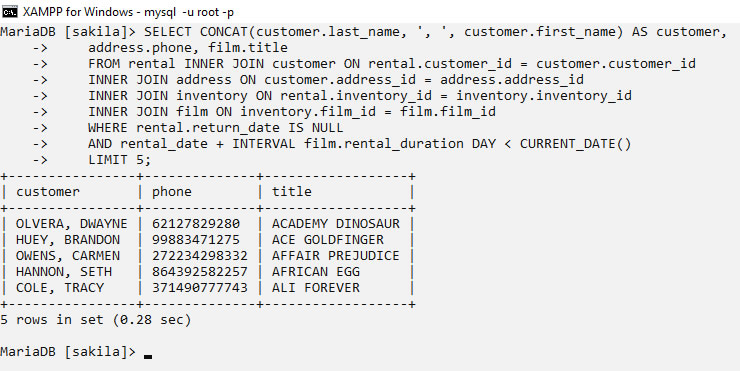 XAMPP for Windows - mysql -u root -p
MariaDB [sakila]> SELECT CONCAT(customer.last_name, ', ', customer.first_name) AS customer,
    ->     address.phone, film.title
    ->     FROM rental INNER JOIN customer ON rental.customer_id = customer.customer_id
    ->     INNER JOIN address ON customer.address_id = address.address_id
    ->     INNER JOIN inventory ON rental.inventory_id = inventory.inventory_id
    ->     INNER JOIN film ON inventory.film_id = film.film_id
    ->     WHERE rental.return_date IS NULL
    ->     AND rental_date + INTERVAL film.rental_duration DAY < CURRENT_DATE()
    ->     LIMIT 5;
+----------------+--------------+------------------+
| customer       | phone        | title            |
+----------------+--------------+------------------+
| OLVERA, DWAYNE | 62127829280  | ACADEMY DINOSAUR |
| HUEY, BRANDON  | 99883471275  | ACE GOLDFINGER   |
| OWENS, CARMEN  | 272234298332 | AFFAIR PREJUDICE |
| HANNON, SETH   | 864392582257 | AFRICAN EGG      |
| COLE, TRACY    | 371490777743 | ALI FOREVER      |
+----------------+--------------+------------------+
5 rows in set (0.28 sec)
MariaDB [sakila]>